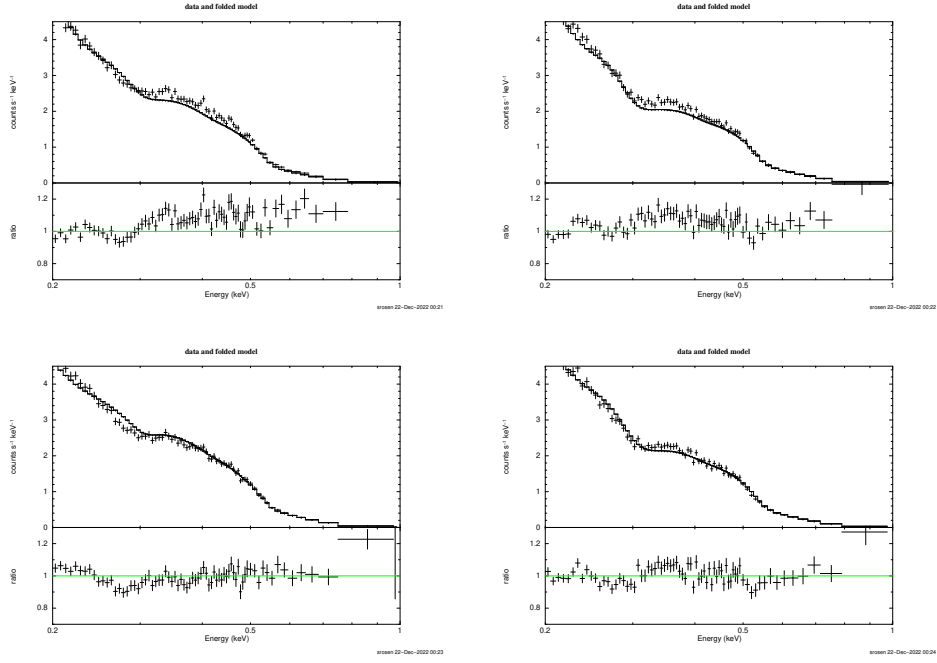 data and folded model
counts s⁻¹ keV⁻¹
4
3
2
1
0
ratio
1.2
1
0.8
0.2
0.5
1
Energy (keV)
srosen 22−Dec−2022 00:21
data and folded model
counts s⁻¹ keV⁻¹
4
3
2
1
0
ratio
1.2
1
0.8
0.2
0.5
1
Energy (keV)
srosen 22−Dec−2022 00:22
data and folded model
counts s⁻¹ keV⁻¹
4
3
2
1
0
ratio
1.2
1
0.8
0.2
0.5
1
Energy (keV)
srosen 22−Dec−2022 00:23
data and folded model
counts s⁻¹ keV⁻¹
4
3
2
1
0
ratio
1.2
1
0.8
0.2
0.5
1
Energy (keV)
srosen 22−Dec−2022 00:24